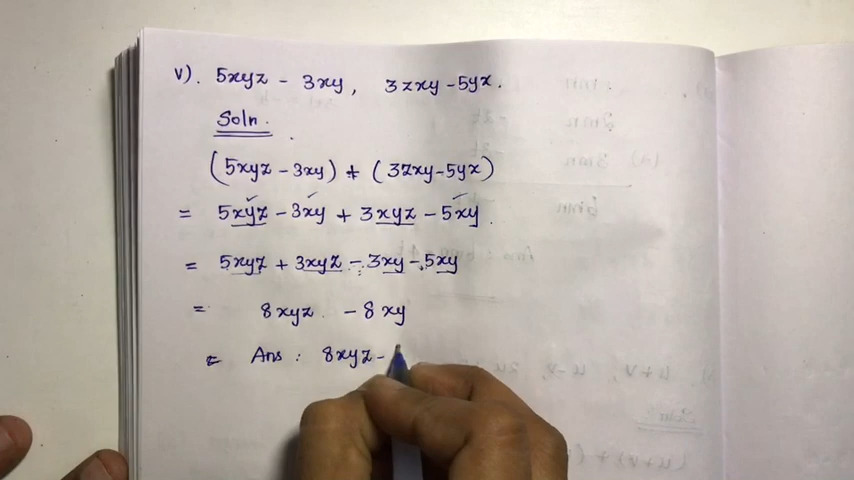 v). 5xyz - 3xy, 3zxy - 5yx.
Soln.
(5xyz - 3xy) + (3zxy - 5yx)
= 5xyz - 3xy + 3xyz - 5xy.
= 5xyz + 3xyz - 3xy - 5xy
= 8xyz - 8xy
= Ans : 8xyz -